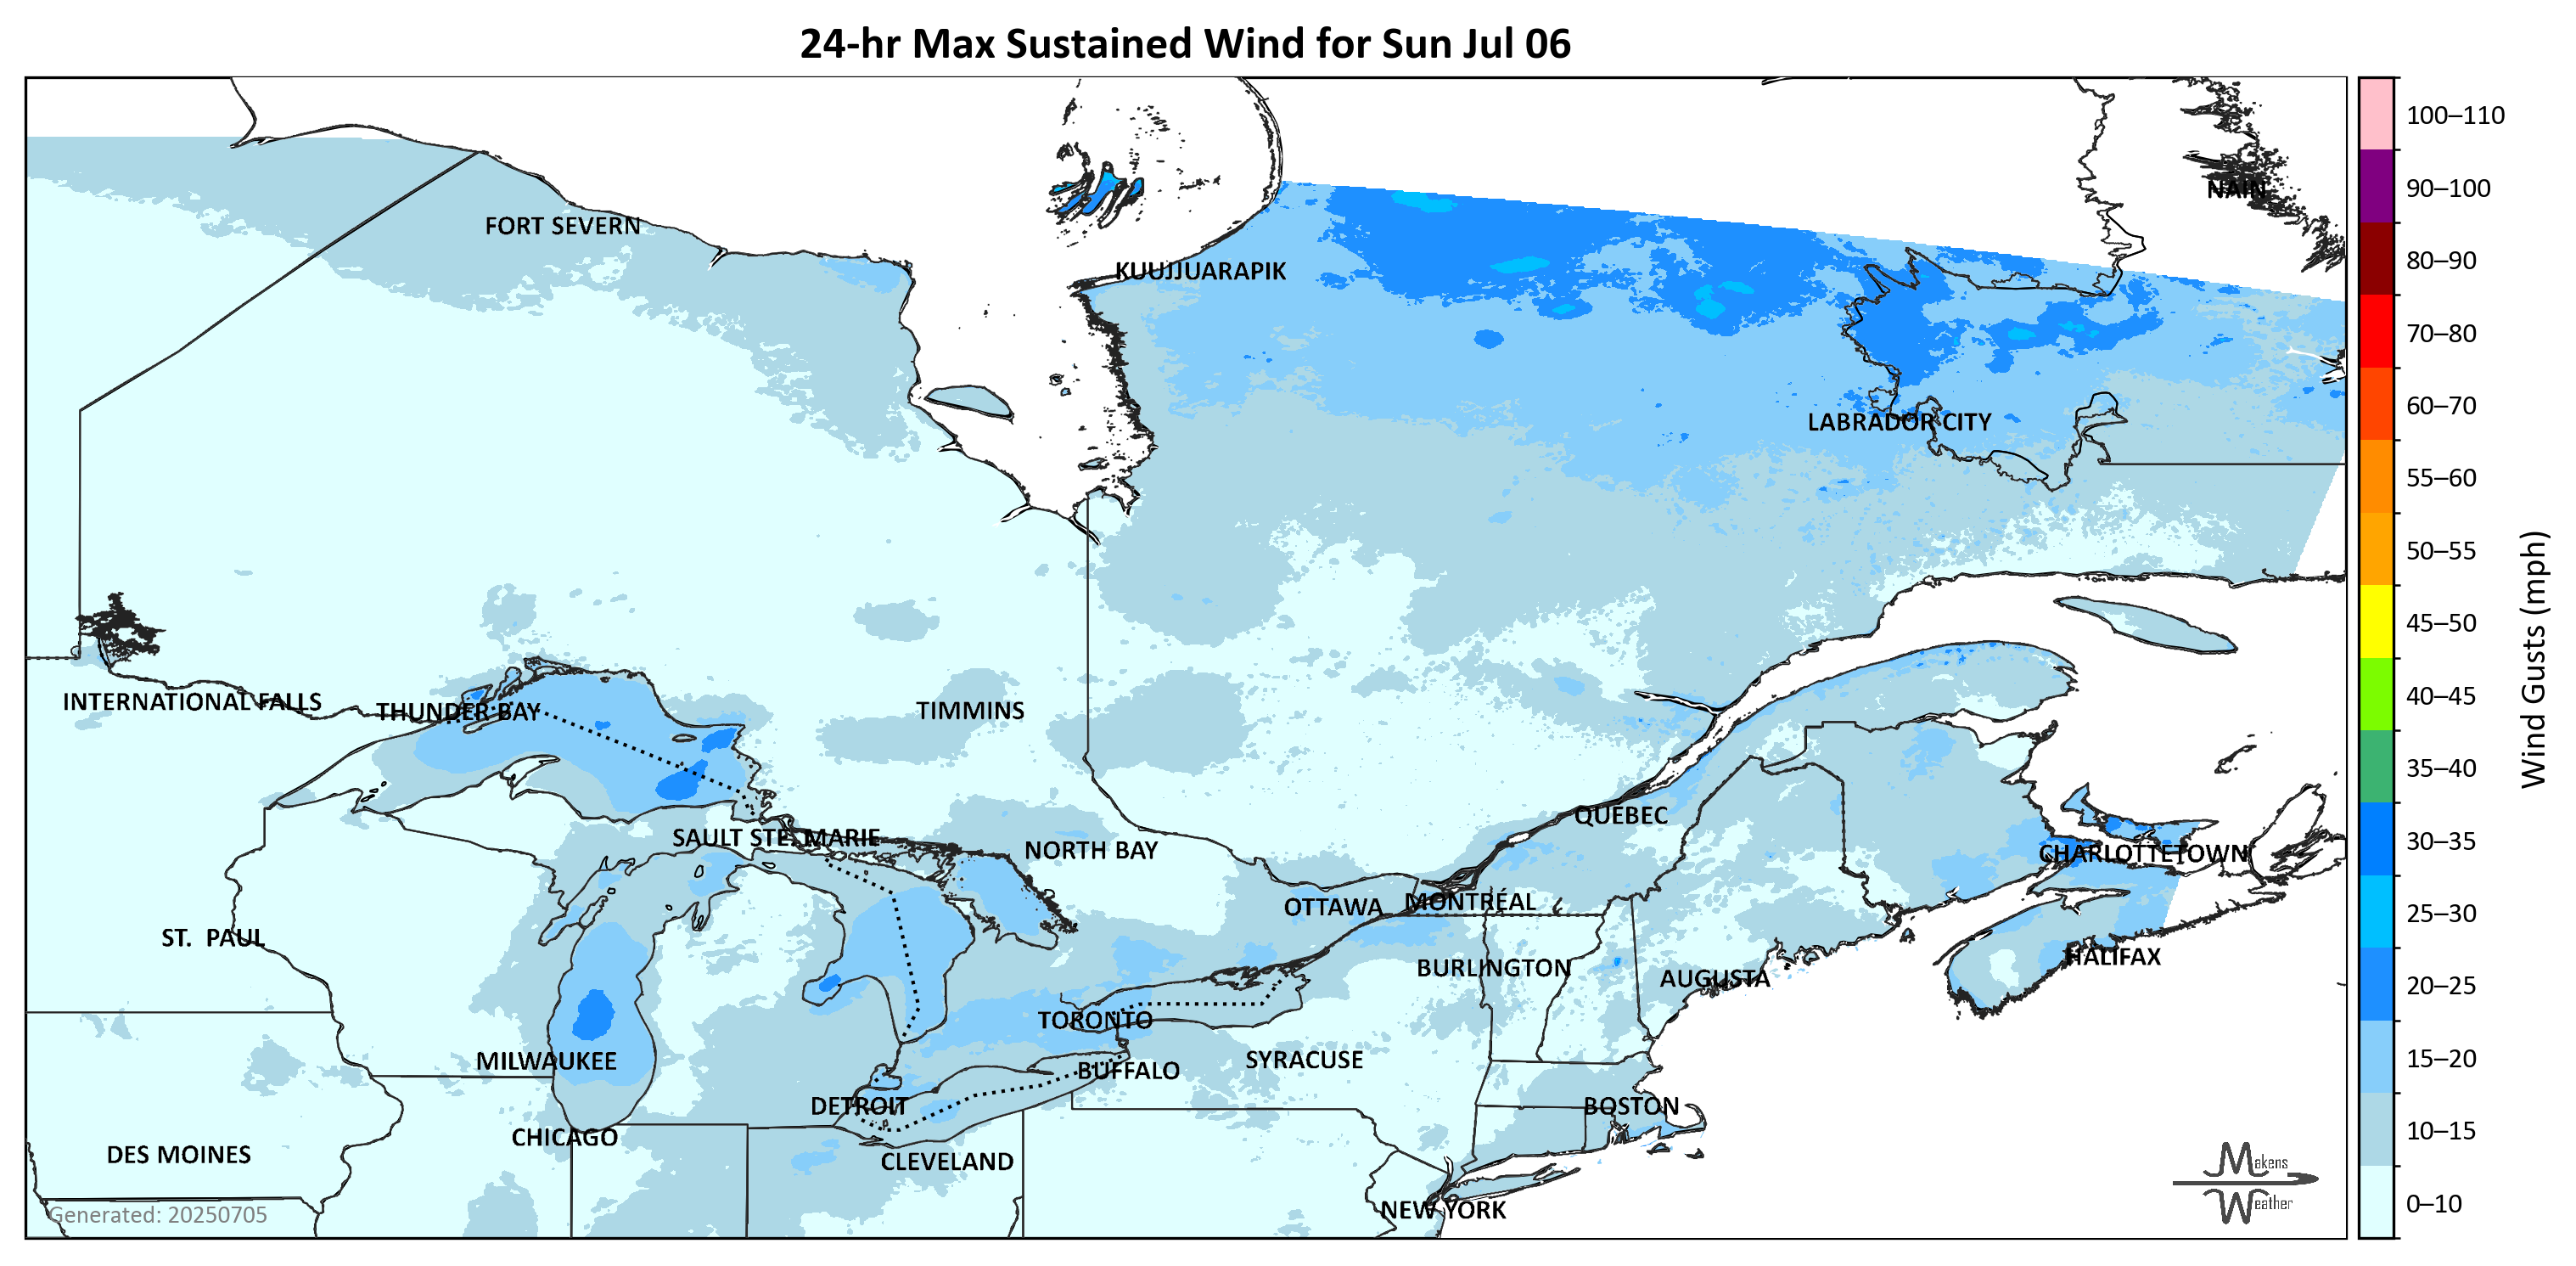 24-hr Max Sustained Wind for Sun Jul 06
100–110
90–100
80–90
70–80
60–70
55–60
50–55
45–50
40–45
35–40
30–35
25–30
20–25
15–20
10–15
0–10
Wind Gusts (mph)
NAIN
FORT SEVERN
KUUJJUARAPIK
LABRADOR CITY
INTERNATIONAL FALLS
THUNDER BAY
TIMMINS
QUÉBEC
SAULT STE. MARIE
NORTH BAY
CHARLOTTETOWN
OTTAWA
MONTRÉAL
ST. PAUL
HALIFAX
BURLINGTON
AUGUSTA
TORONTO
MILWAUKEE
SYRACUSE
BUFFALO
DETROIT
BOSTON
CHICAGO
DES MOINES
CLEVELAND
NEW YORK
Generated: 20250705
Makens
Weather